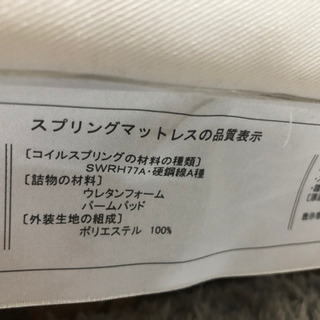 スプリングマットレスの品質表示
[コイルスプリングの材料の種類]
SWRH77A・硬鋼線A種
[詰物の材料]
ウレタンフォーム
パームパッド
[外装生地の組成]
ポリエステル 100%
表示者